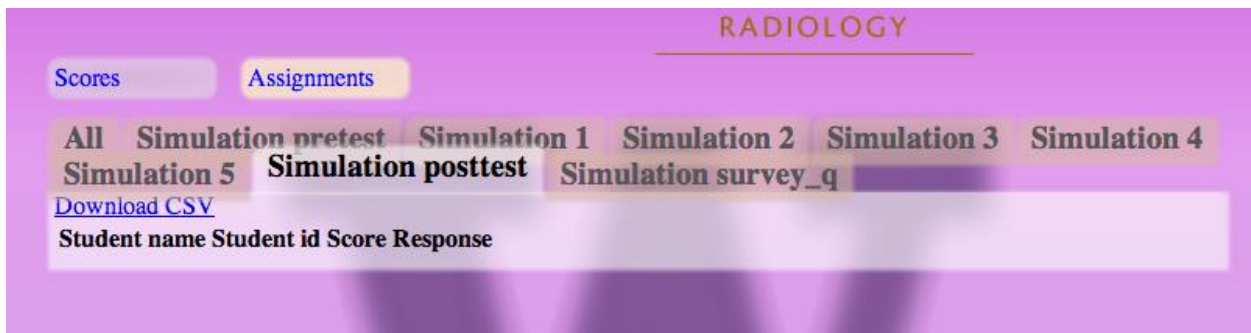 RADIOLOGY
Scores Assignments
All Simulation pretest Simulation 1 Simulation 2 Simulation 3 Simulation 4
Simulation 5 Simulation posttest Simulation survey_q
Download CSV
Student name Student id Score Response